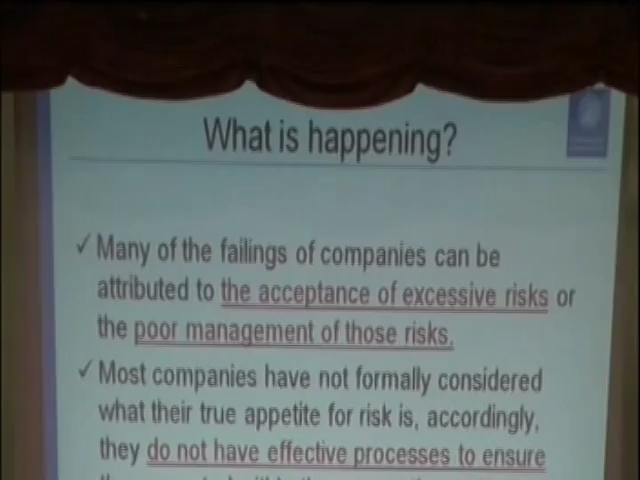 What is happening?
✓ Many of the failings of companies can be
attributed to the acceptance of excessive risks or
the poor management of those risks.
✓ Most companies have not formally considered
what their true appetite for risk is, accordingly,
they do not have effective processes to ensure